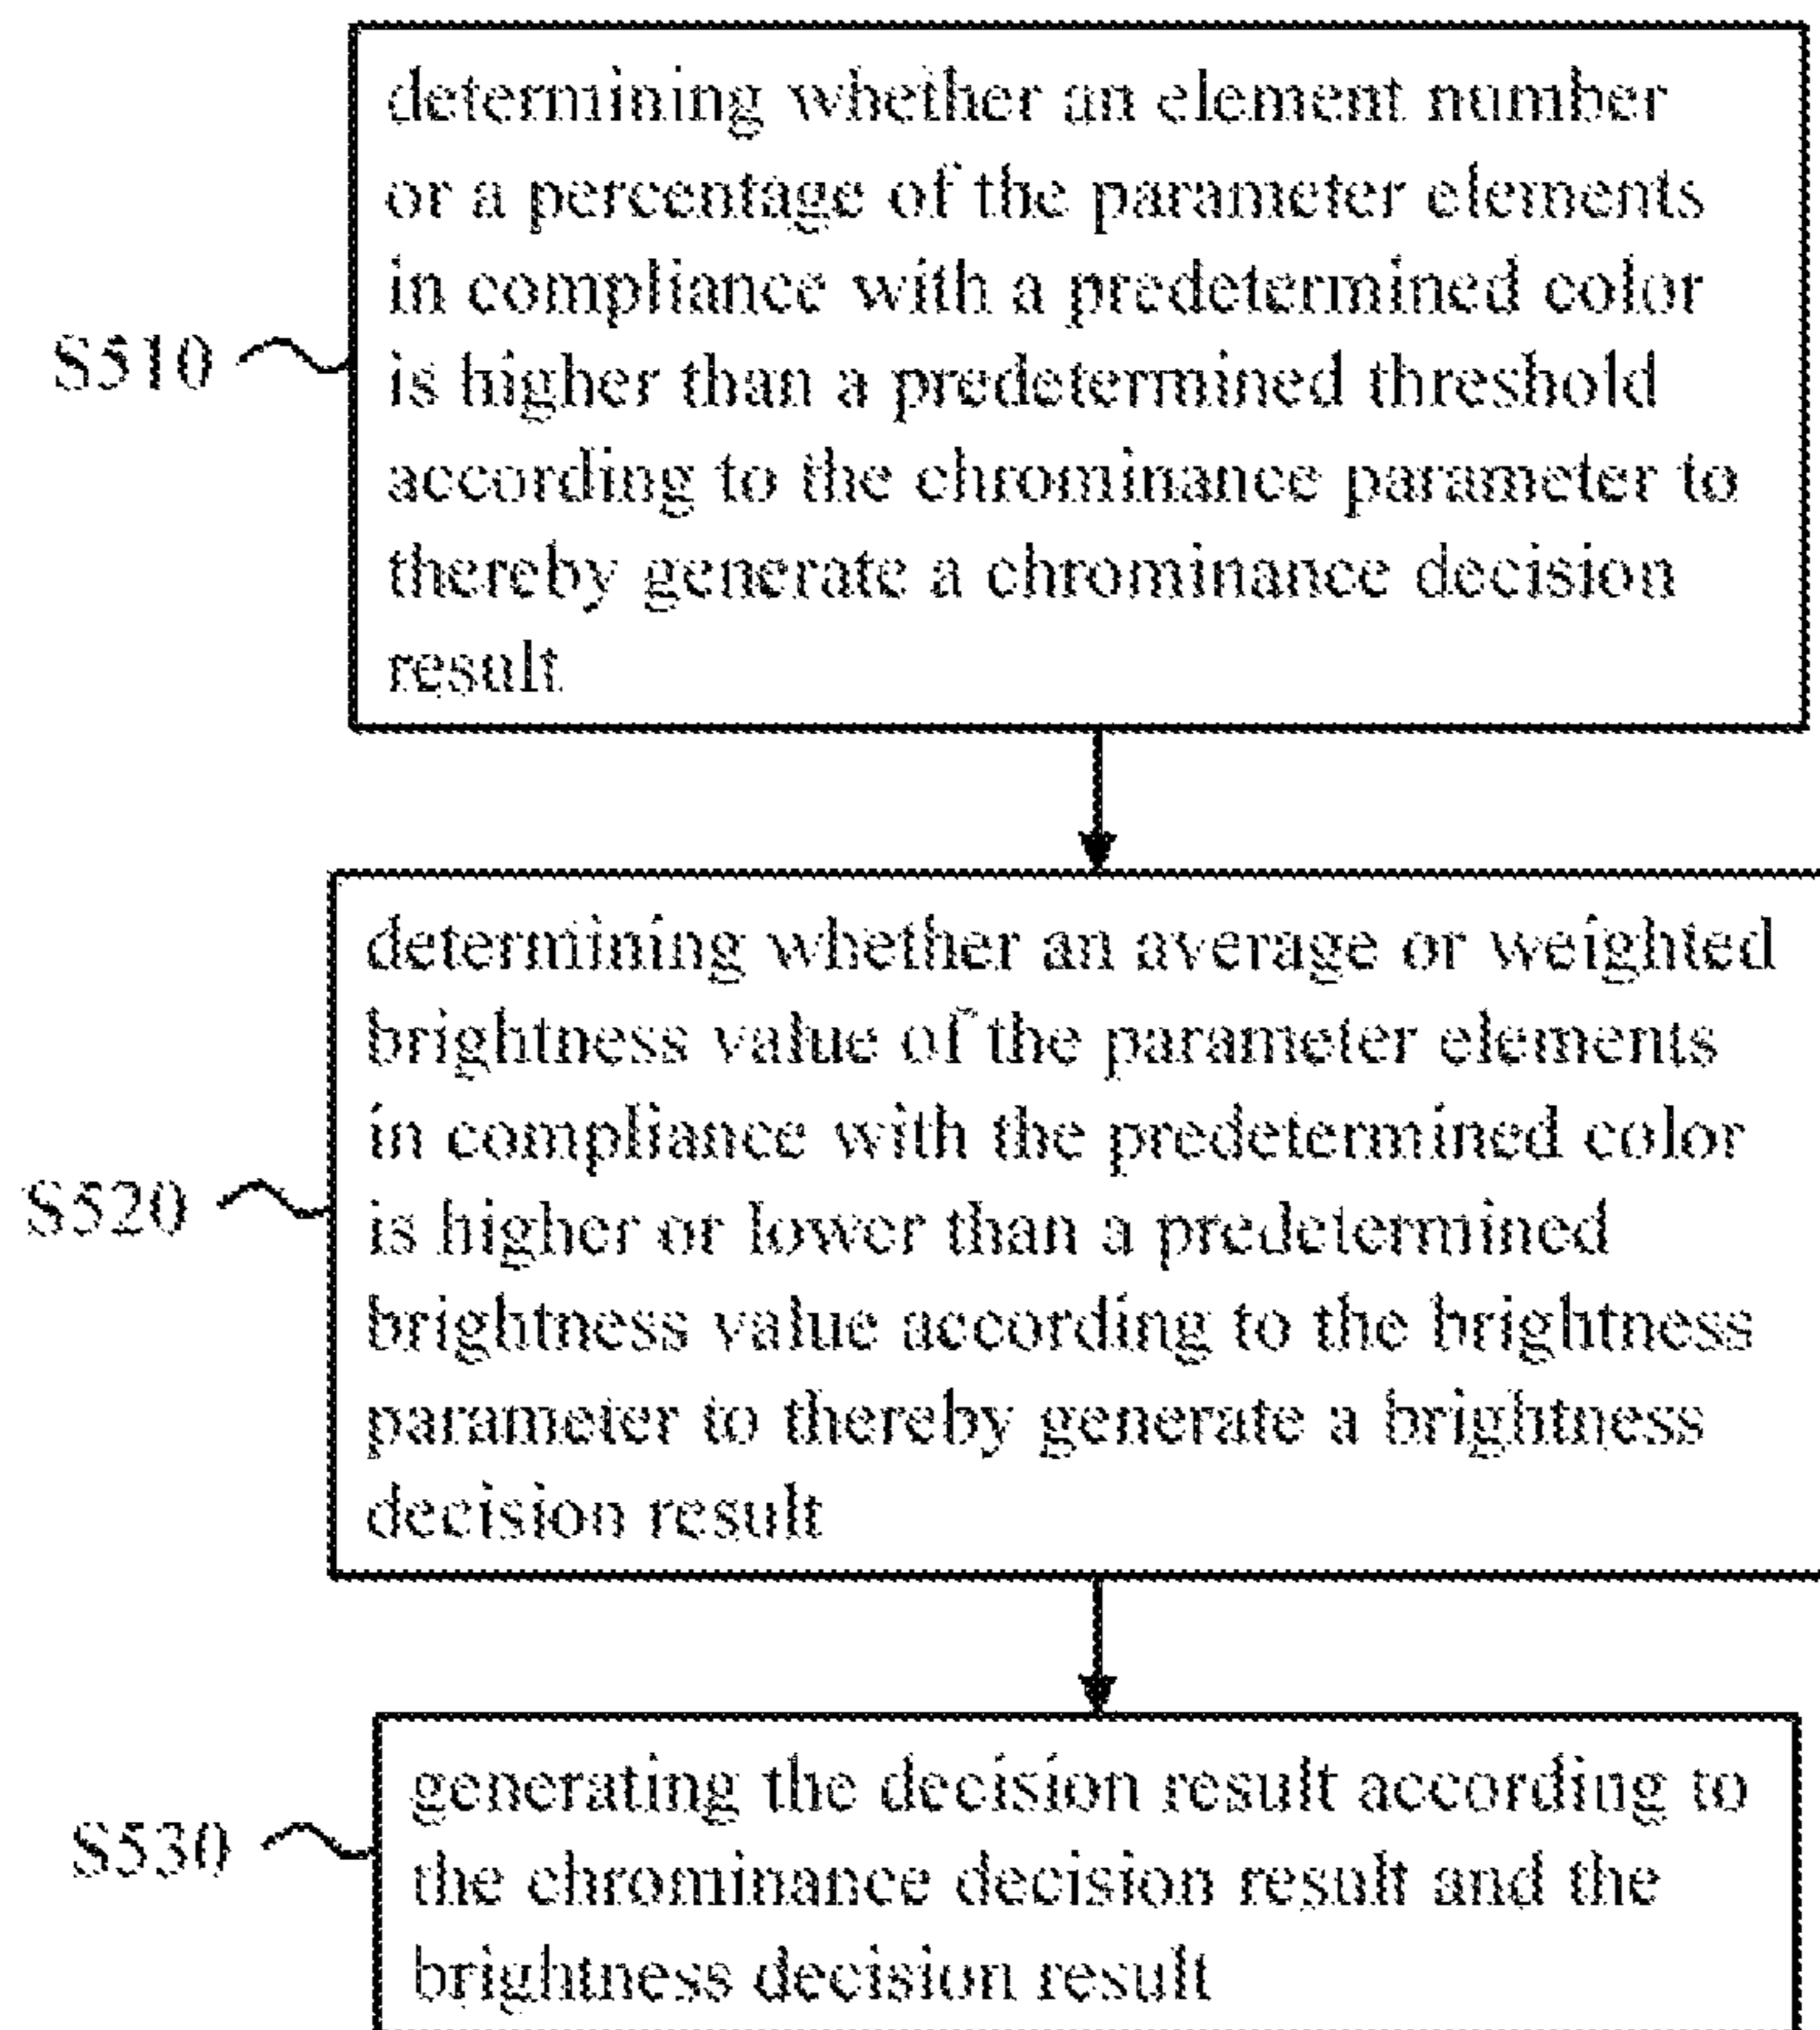 determining whether an element number
or a percentage of the parameter elements
in compliance with a predetermined color
S510
is higher than a predetermined threshold
according to the chrominance parameter to
thereby generate a chrominance decision
result
determining whether an average or weighted
brightness value of the parameter elements
in compliance with the predetermined color
S520
is higher or lower than a predetermined
brightness value according to the brightness
parameter to thereby generate a brightness
decision result
generating the decision result according to
S530
the chrominance decision result and the
brightness decision result